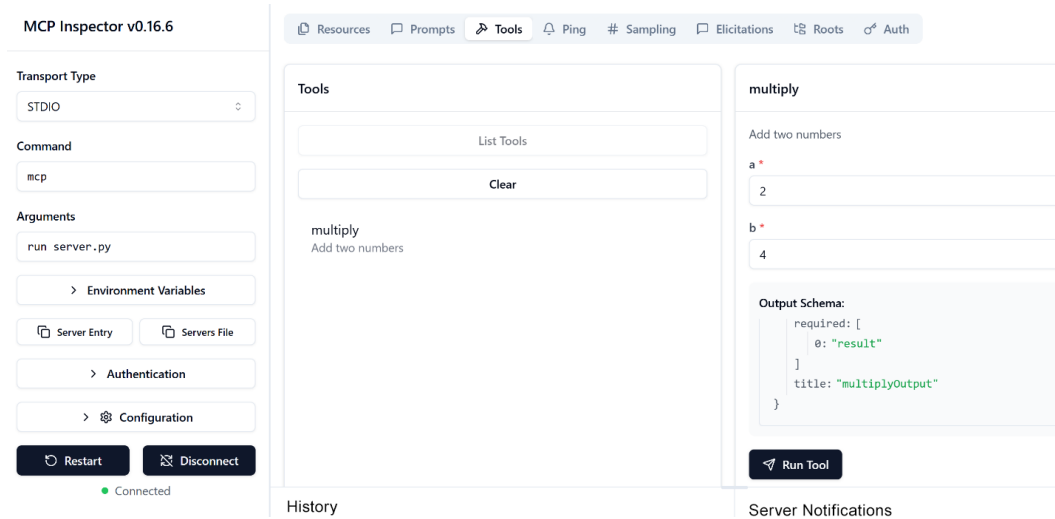 MCP Inspector v0.16.6
Transport Type
STDIO
Command
mcp
Arguments
run server.py
Environment Variables
Server Entry
Servers File
Authentication
Configuration
Restart
Disconnect
Connected
Resources
Prompts
Tools
Ping
Sampling
Elicitations
Roots
Auth
Tools
List Tools
Clear
multiply
Add two numbers
multiply
Add two numbers
a *
2
b *
4
Output Schema:
required: [
0: "result"
]
title: "multiplyOutput"
}
Run Tool
History
Server Notifications